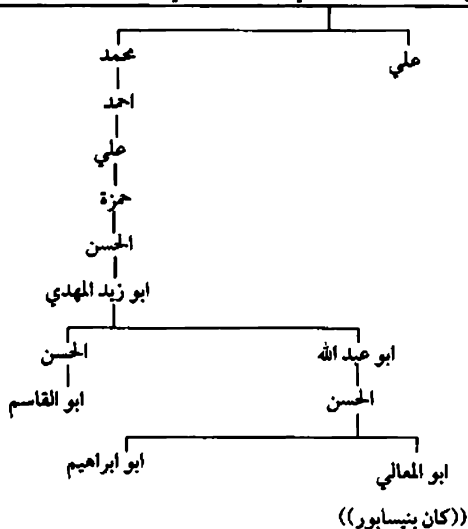 علي
محمد
احمد
علي
حمزة
الحسن
ابو زيد المهدي
ابو عبد الله
الحسن
الحسن
ابو القاسم
ابو المعالي
ابو ابراهيم
((كان بنيسابور))